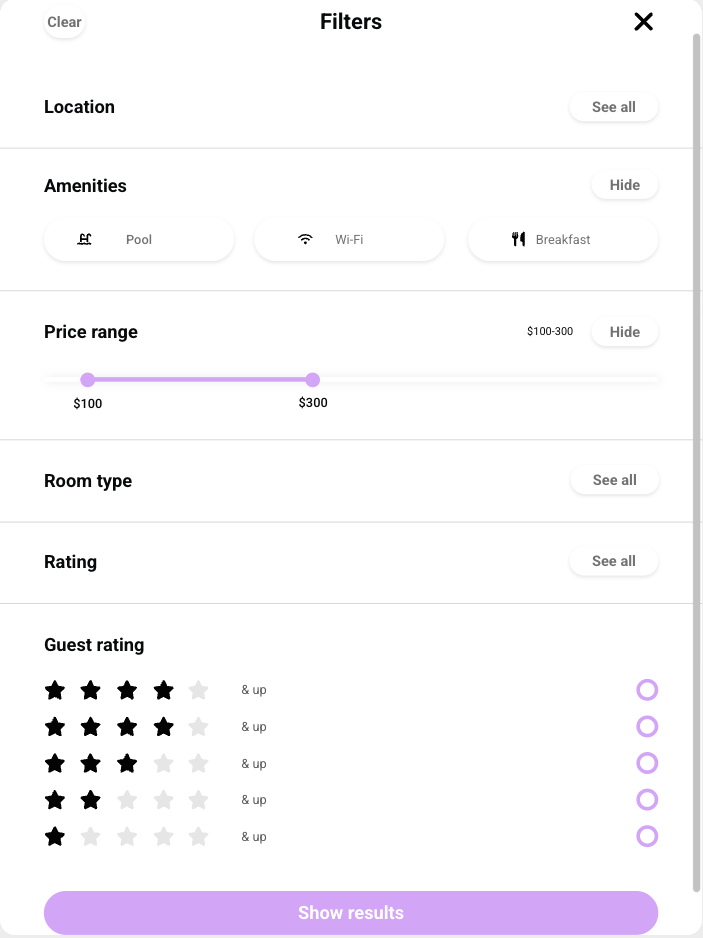 Clear
Filters
Location
See all
Amenities
Hide
Pool
Wi-Fi
Breakfast
Price range
$100-300
Hide
$100
$300
Room type
See all
Rating
See all
Guest rating
& up
& up
& up
& up
& up
Show results